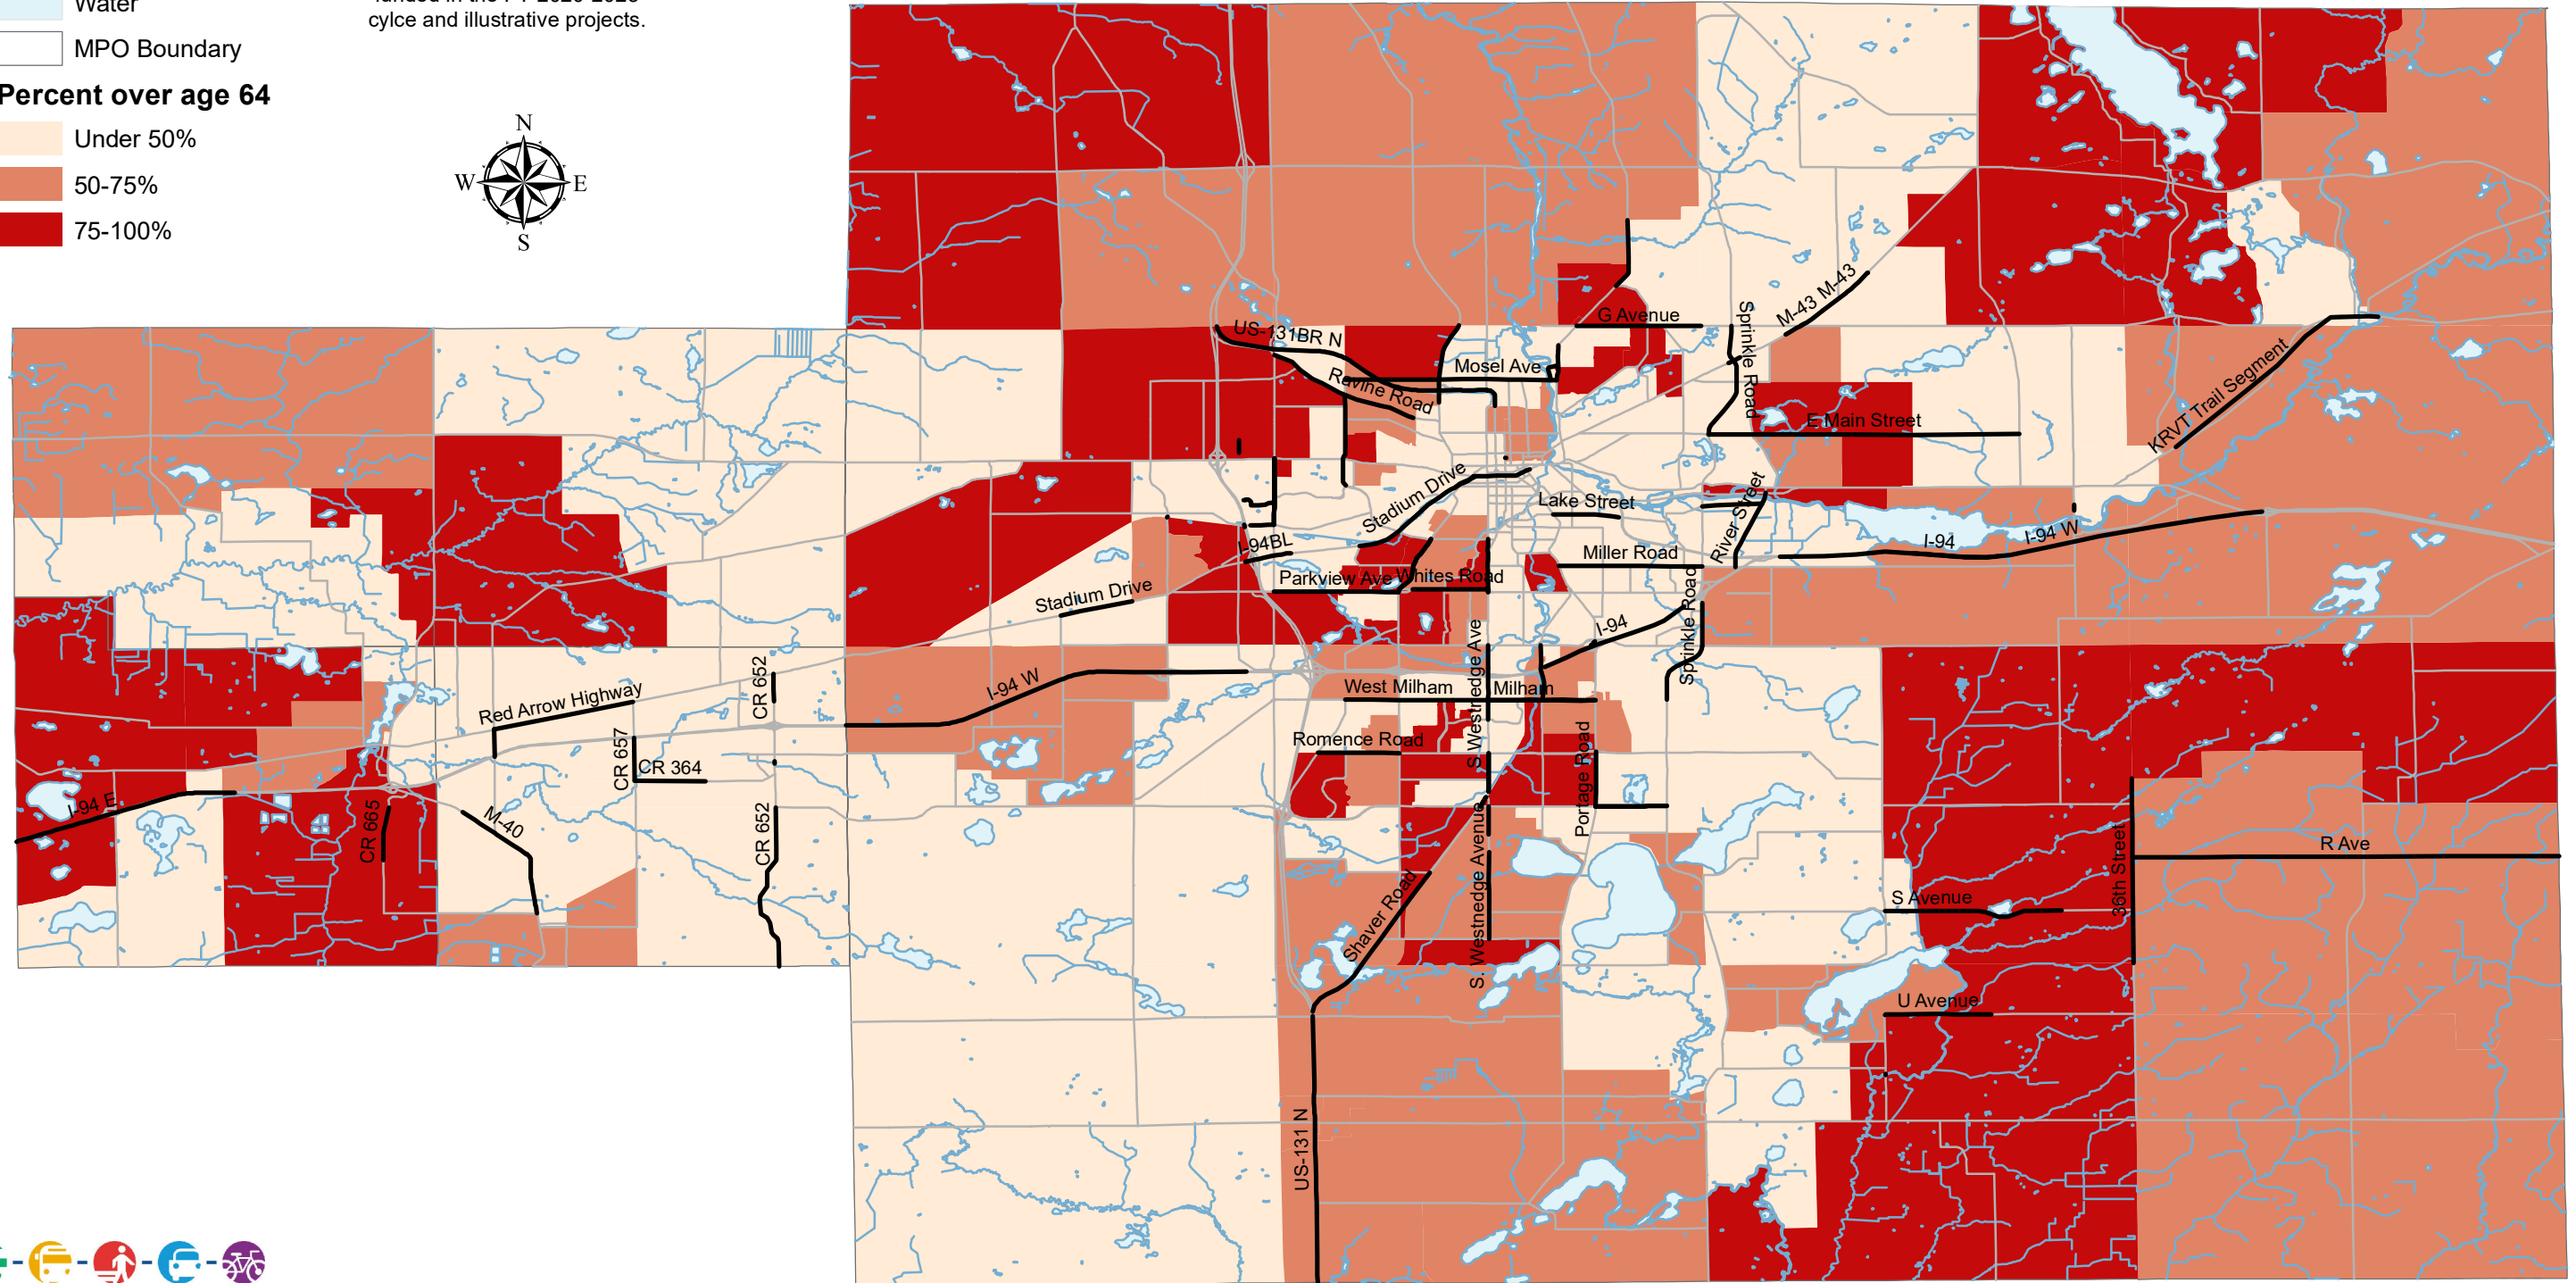 Water
MPO Boundary
Percent over age 64
Under 50%
50-75%
75-100%
cylce and illustrative projects.
N
W
E
S
US-131BR N
Ravine Road
Mosel Ave
G Avenue
Sprinkle Road
M-43
M-43
E Main Street
KRVT Trail Segment
Stadium Drive
Lake Street
River Street
I-94
I-94 W
I-94BL
Miller Road
Parkview Ave
Whites Road
Stadium Drive
I-94
Sprinkle Road
S Westnedge Ave
I-94 W
West Milham
Milham
Red Arrow Highway
CR 652
CR 657
CR 364
Romence Road
Portage Road
I-94 E
CR 665
M-40
CR 652
Shaver Road
S. Westnedge Avenue
36th Street
R Ave
S Avenue
U Avenue
US-131 N